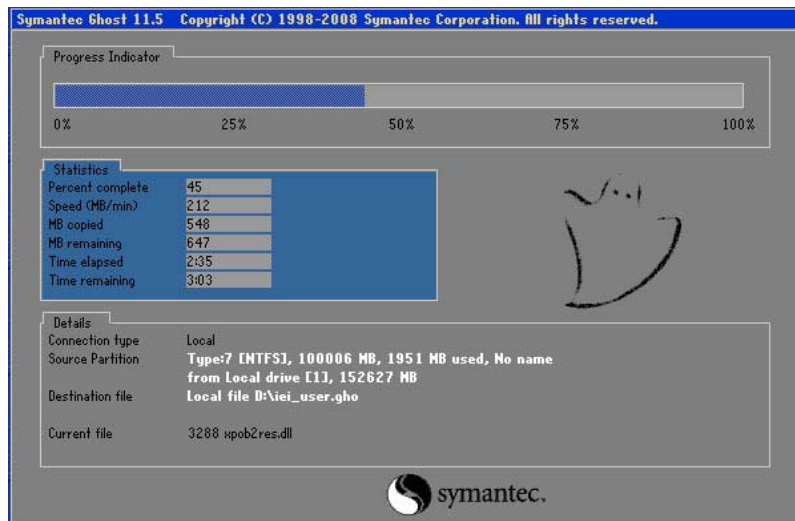 Symantec Ghost 11.5 Copyright (C) 1998-2008 Symantec Corporation. All rights reserved.
Progress Indicator
0% 25% 50% 75% 100%
Statistics
Percent complete 45
Speed (MB/min) 212
MB copied 548
MB remaining 647
Time elapsed 2:35
Time remaining 3:03
Details
Connection type Local
Source Partition Type:7 [NTFS], 100006 MB, 1951 MB used, No name
from Local drive [1], 152627 MB
Destination file Local file D:\iei_user.gho
Current file 3288 xpob2res.dll
symantec.